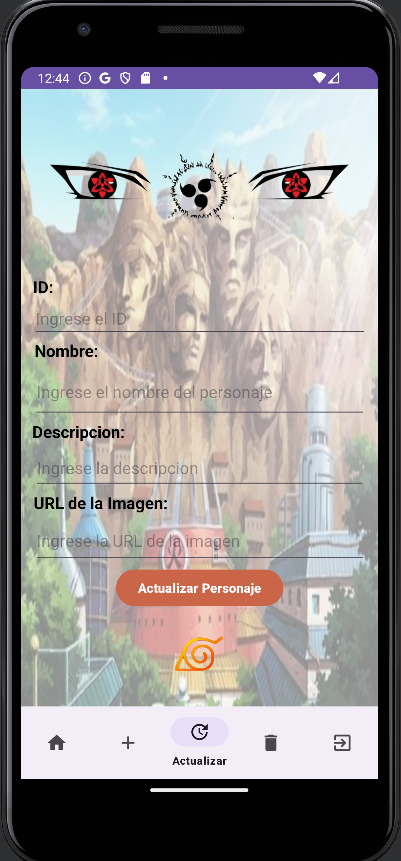 12:44
ID:
Ingrese el ID
Nombre:
Ingrese el nombre del personaje
Descripcion:
Ingrese la descripcion
URL de la Imagen:
Ingrese la URL de la imagen
Actualizar Personaje
Actualizar